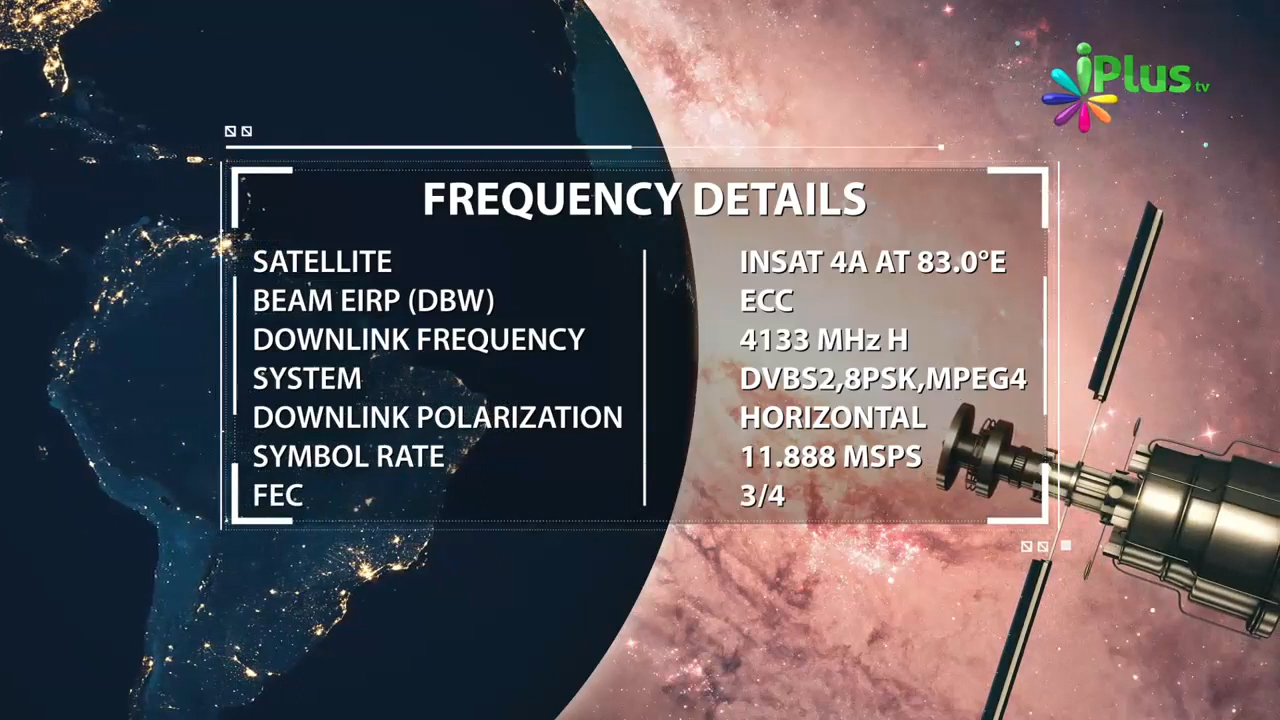 iPlus tv
FREQUENCY DETAILS
SATELLITE INSAT 4A AT 83.0°E
BEAM EIRP (DBW) ECC
DOWNLINK FREQUENCY 4133 MHz H
SYSTEM DVBS2,8PSK,MPEG4
DOWNLINK POLARIZATION HORIZONTAL
SYMBOL RATE 11.888 MSPS
FEC 3/4